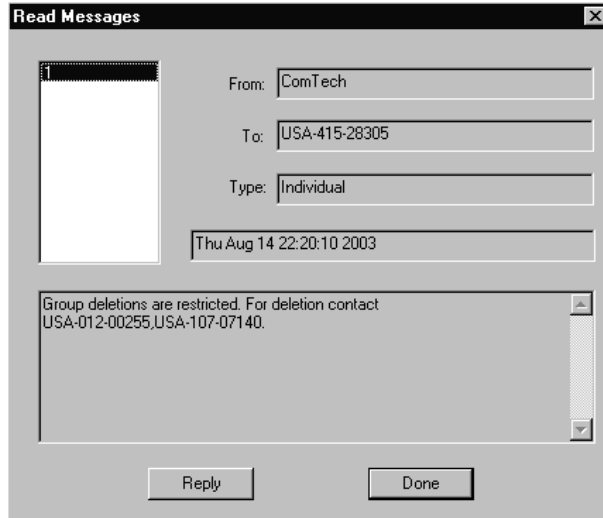 Read Messages
1
From: ComTech
To: USA-415-28305
Type: Individual
Thu Aug 14 22:20:10 2003
Group deletions are restricted. For deletion contact
USA-012-00255,USA-107-07140.
Reply Done